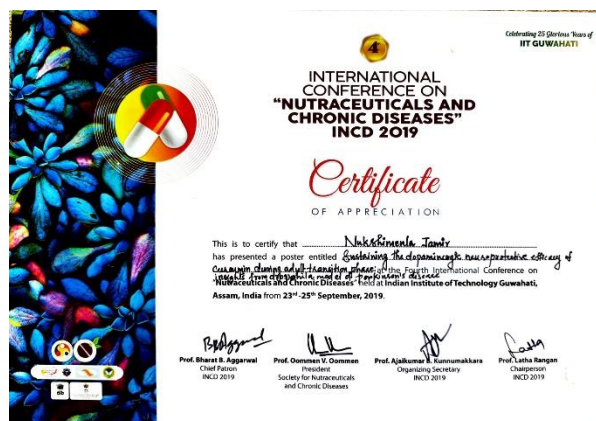 4
Celebrating 25 Glorious Years of
IIT GUWAHATI
INTERNATIONAL
CONFERENCE ON
"NUTRACEUTICALS AND
CHRONIC DISEASES"
INCD 2019
Certificate
OF APPRECIATION
This is to certify that Nukshimenla Jamir
has presented a poster entitled Sustaining the dopaminergic neuroprotective efficacy of
Curcumin during adult transition phase: at the Fourth International Conference on
insights from drosophila model of Parkinson's disease
"Nutraceuticals and Chronic Diseases" held at Indian Institute of Technology Guwahati,
Assam, India from 23rd-25th September, 2019.
Prof. Bharat B. Aggarwal
Chief Patron
INCD 2019
Prof. Oommen V. Oommen
President
Society for Nutraceuticals
and Chronic Diseases
Prof. Ajaikumar B. Kunnumakkara
Organizing Secretary
INCD 2019
Prof. Latha Rangan
Chairperson
INCD 2019